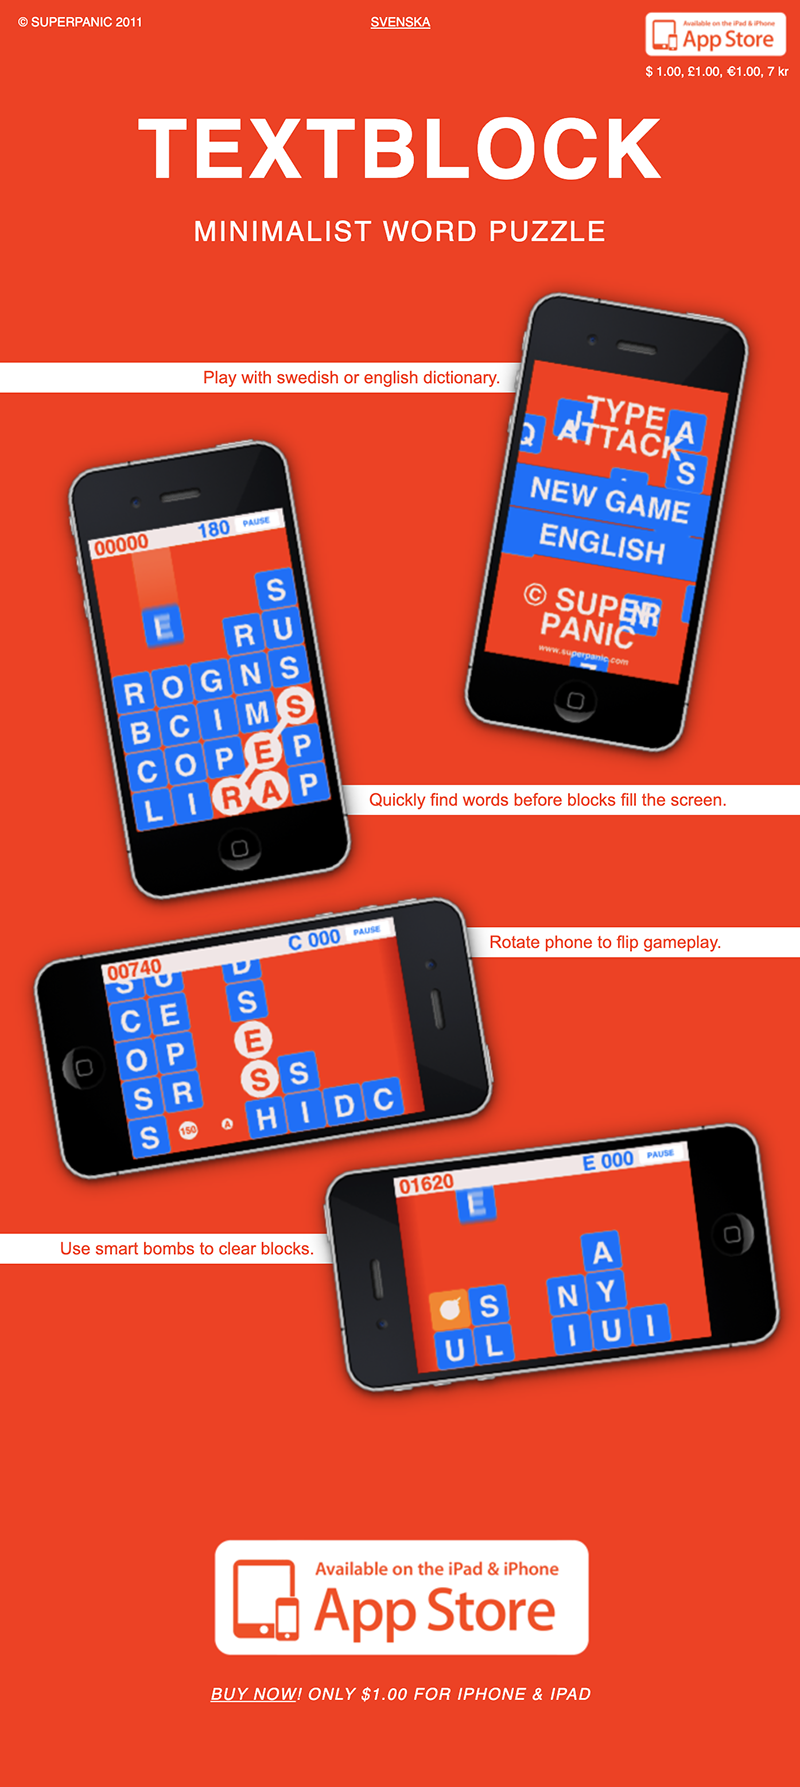 © SUPERPANIC 2011
SVENSKA
Available on the iPad & iPhone
App Store
$ 1.00, £1.00, €1.00, 7 kr
TEXTBLOCK
MINIMALIST WORD PUZZLE
Play with swedish or english dictionary.
TYPE
ATTACK
Q J A
S
NEW GAME
ENGLISH
© SUPER
PANIC
N
www.superpanic.com
00000 180 PAUSE
S
E R U
R O G N S
B C I M S
C O P E P
L I R A P
Quickly find words before blocks fill the screen.
Rotate phone to flip gameplay.
00740 C 000 PAUSE
S U D
C E S
O P E
S R S S
S 150 A H I D C
Use smart bombs to clear blocks.
01620 E 000 PAUSE
E
A
S N Y
U L I U I
Available on the iPad & iPhone
App Store
BUY NOW! ONLY $1.00 FOR IPHONE & IPAD